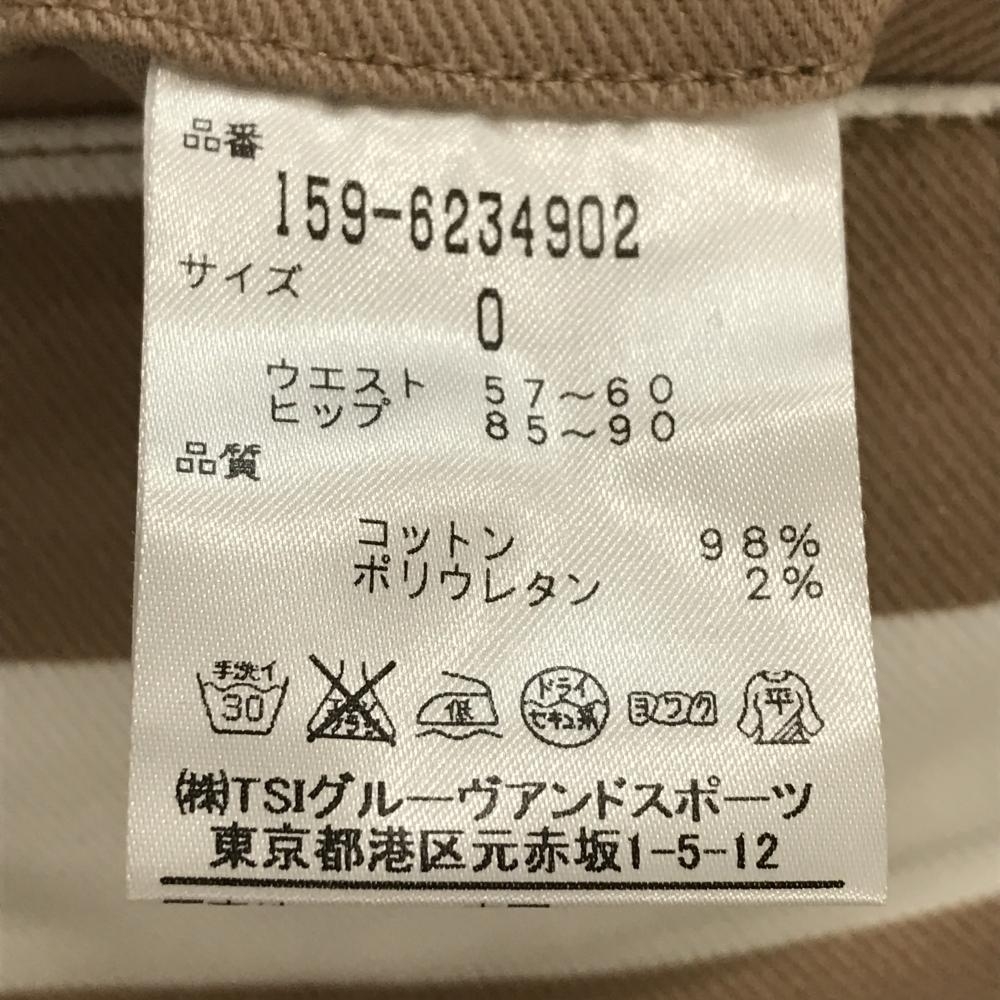 品番
159-6234902
サイズ
0
ウエスト 57~60
ヒップ 85~90
品質
コットン 98%
ポリウレタン 2%
手洗イ 30 低 ドライ セキユ系 ヨワク 平
㈱TSIグルーヴアンドスポーツ
東京都港区元赤坂1-5-12